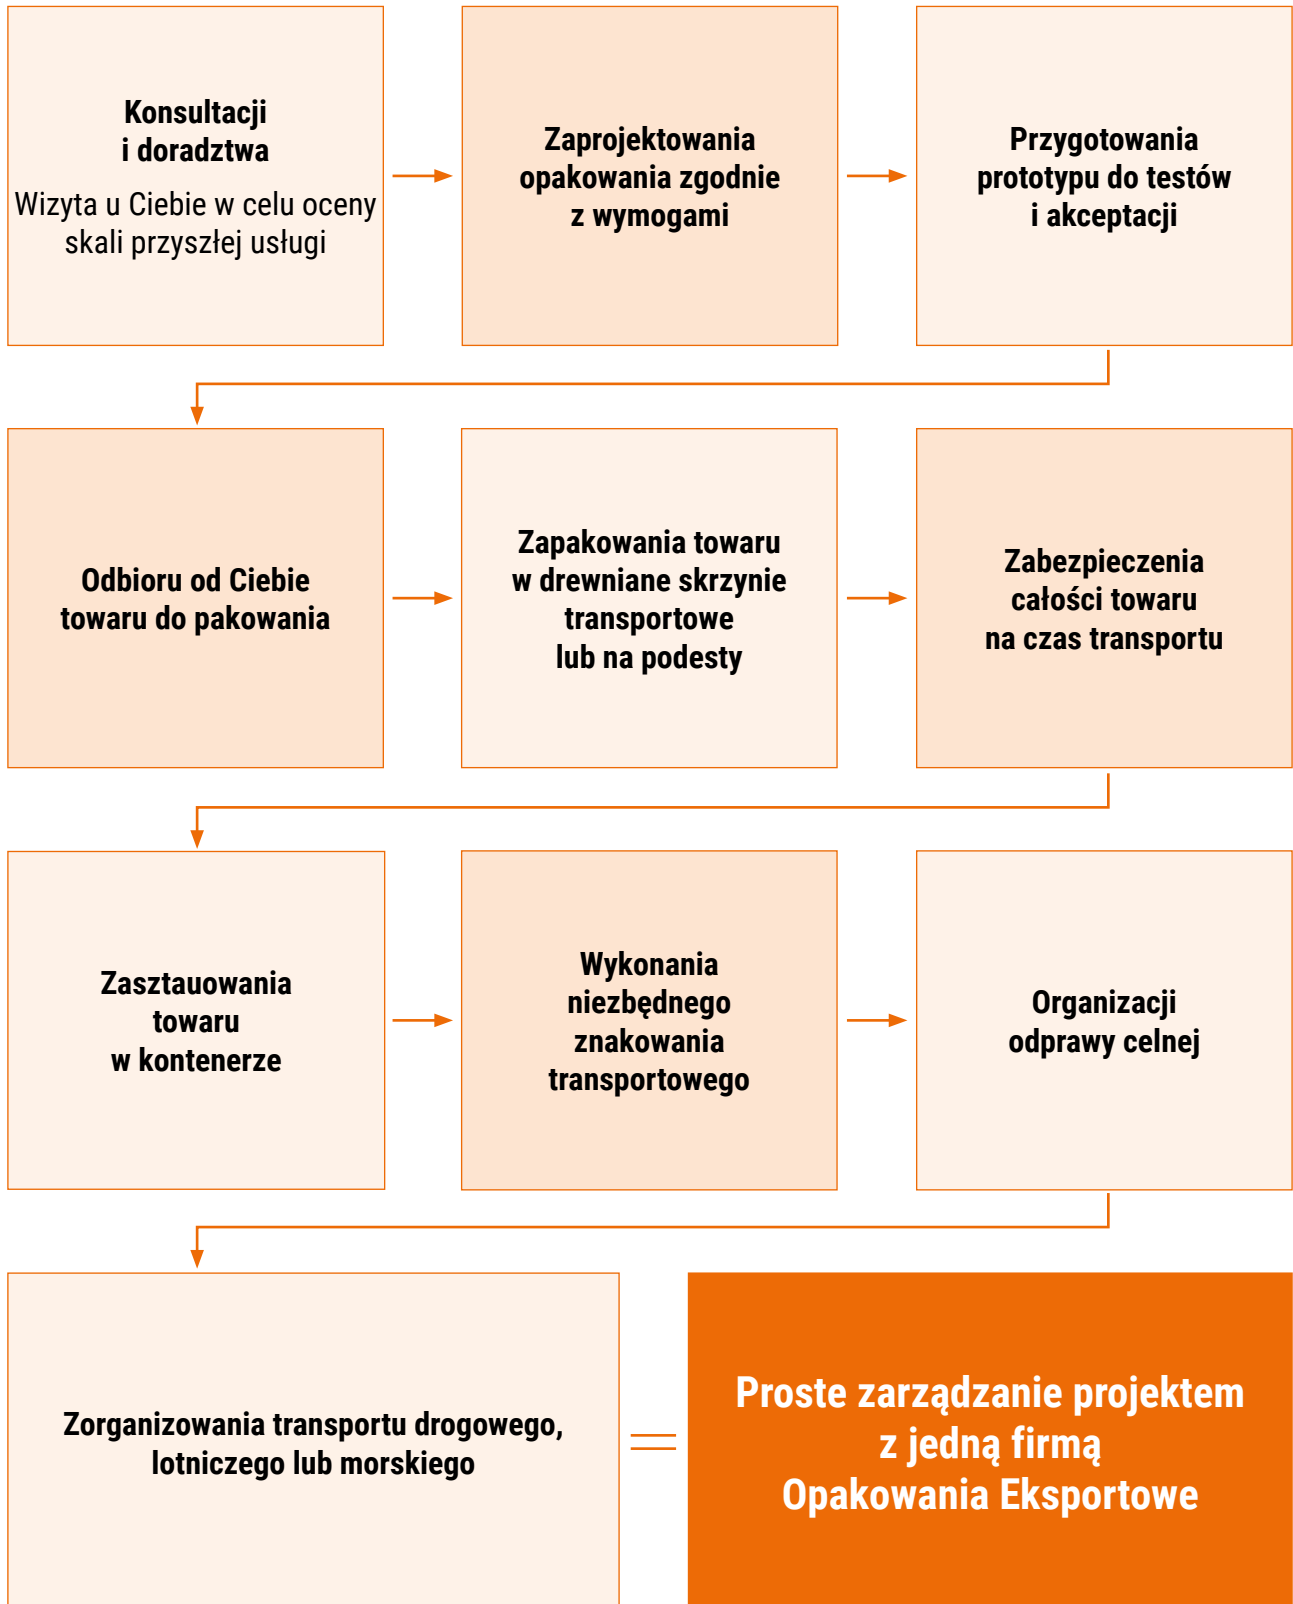 Konsultacji
i doradztwa
Wizyta u Ciebie w celu oceny
skali przyszłej usługi
Zaprojektowania
opakowania zgodnie
z wymogami
Przygotowania
prototypu do testów
i akceptacji
Odbioru od Ciebie
towaru do pakowania
Zapakowania towaru
w drewniane skrzynie
transportowe
lub na podesty
Zabezpieczenia
całości towaru
na czas transportu
Zasztauowania
towaru
w kontenerze
Wykonania
niezbędnego
znakowania
transportowego
Organizacji
odprawy celnej
Zorganizowania transportu drogowego,
lotniczego lub morskiego
Proste zarządzanie projektem
z jedną firmą
Opakowania Eksportowe